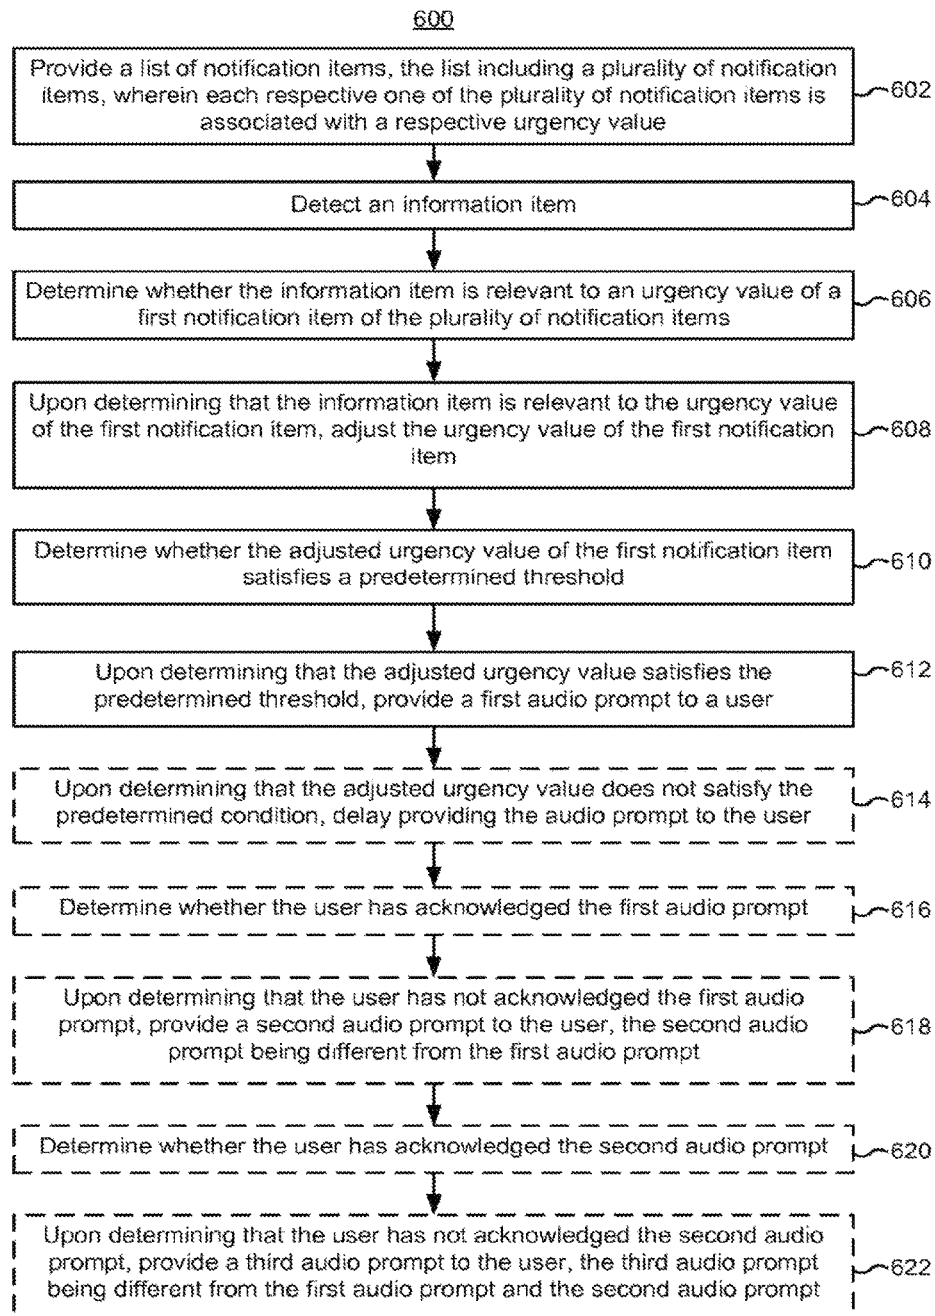 600
Provide a list of notification items, the list including a plurality of notification
items, wherein each respective one of the plurality of notification items is
associated with a respective urgency value
602
Detect an information item
604
Determine whether the information item is relevant to an urgency value of a
first notification item of the plurality of notification items
606
Upon determining that the information item is relevant to the urgency value
of the first notification item, adjust the urgency value of the first notification
item
608
Determine whether the adjusted urgency value of the first notification item
satisfies a predetermined threshold
610
Upon determining that the adjusted urgency value satisfies the
predetermined threshold, provide a first audio prompt to a user
612
Upon determining that the adjusted urgency value does not satisfy the
predetermined condition, delay providing the audio prompt to the user
614
Determine whether the user has acknowledged the first audio prompt
616
Upon determining that the user has not acknowledged the first audio
prompt, provide a second audio prompt to the user, the second audio
prompt being different from the first audio prompt
618
Determine whether the user has acknowledged the second audio prompt
620
Upon determining that the user has not acknowledged the second audio
prompt, provide a third audio prompt to the user, the third audio prompt
being different from the first audio prompt and the second audio prompt
622